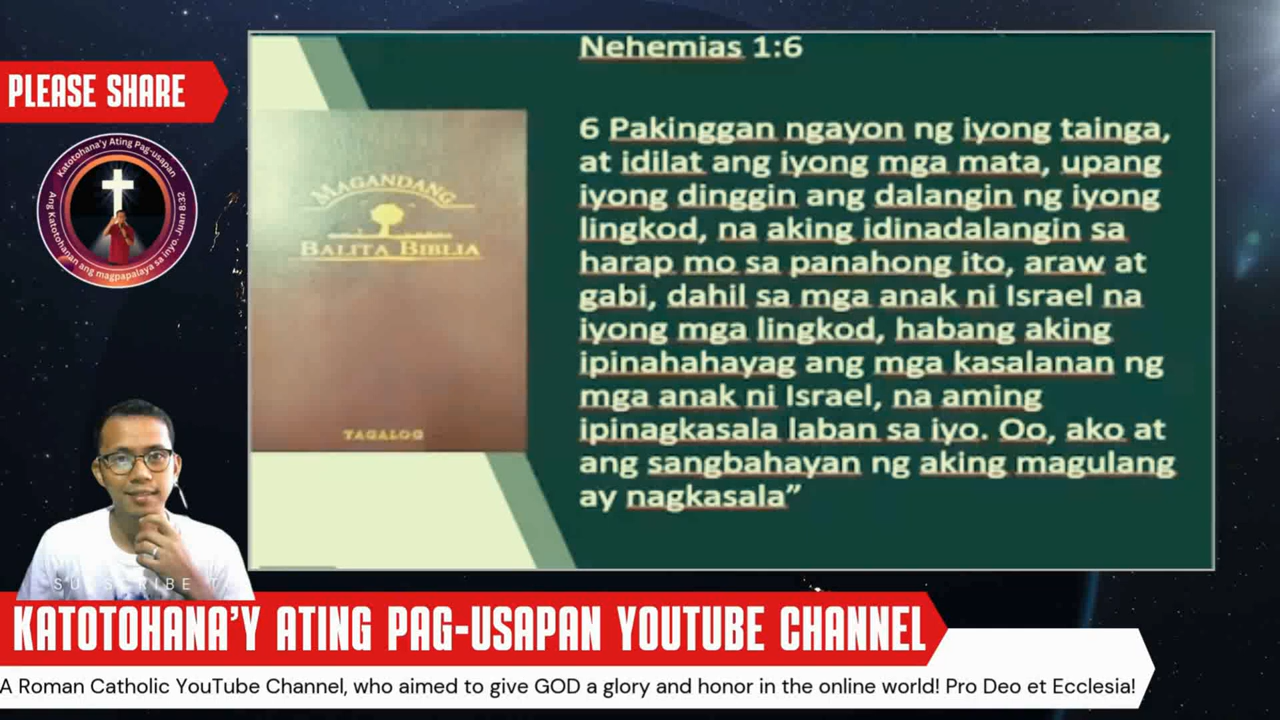 Nehemias 1:6
PLEASE SHARE
Katotohana'y Ating Pag-usapan
Ang Katotohanan ang magpapalaya sa inyo. Juan 8:32
MAGANDANG
BALITA BIBLIA
TAGALOG
6 Pakinggan ngayon ng iyong tainga,
at idilat ang iyong mga mata, upang
iyong dinggin ang dalangin ng iyong
lingkod, na aking idinadalangin sa
harap mo sa panahong ito, araw at
gabi, dahil sa mga anak ni Israel na
iyong mga lingkod, habang aking
ipinahahayag ang mga kasalanan ng
mga anak ni Israel, na aming
ipinagkasala laban sa iyo. Oo, ako at
ang sangbahayan ng aking magulang
ay nagkasala”
SUBSCRIBE
KATOTOHANA'Y ATING PAG-USAPAN YOUTUBE CHANNEL
A Roman Catholic YouTube Channel, who aimed to give GOD a glory and honor in the online world! Pro Deo et Ecclesia!